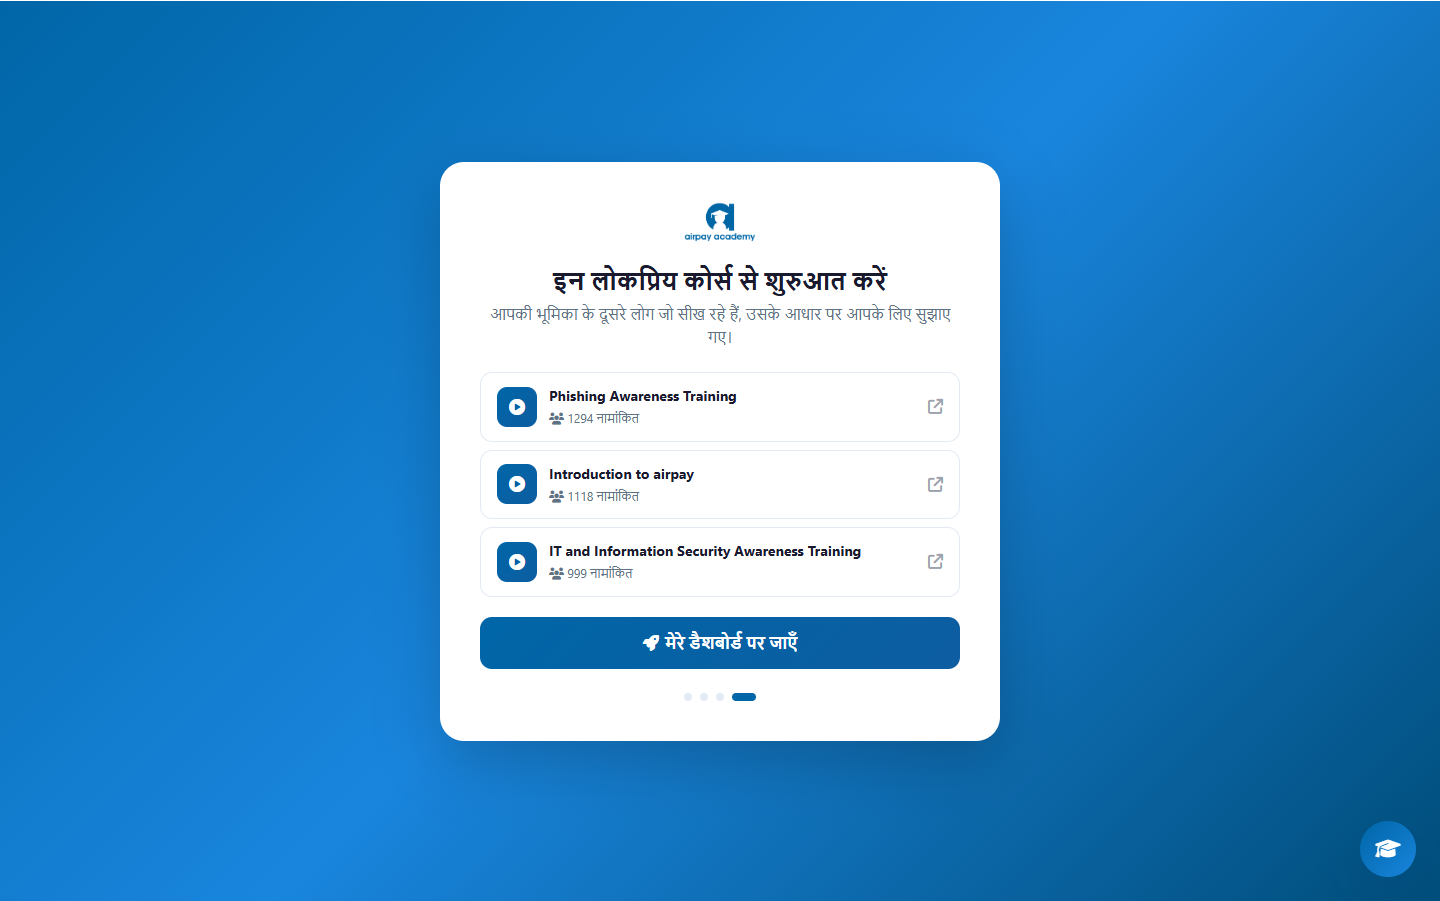 airpay academy
इन लोकप्रिय कोर्स से शुरुआत करें
आपकी भूमिका के दूसरे लोग जो सीख रहे हैं, उसके आधार पर आपके लिए सुझाए
गए।
Phishing Awareness Training
1294 नामांकित
Introduction to airpay
1118 नामांकित
IT and Information Security Awareness Training
999 नामांकित
मेरे डैशबोर्ड पर जाएँ